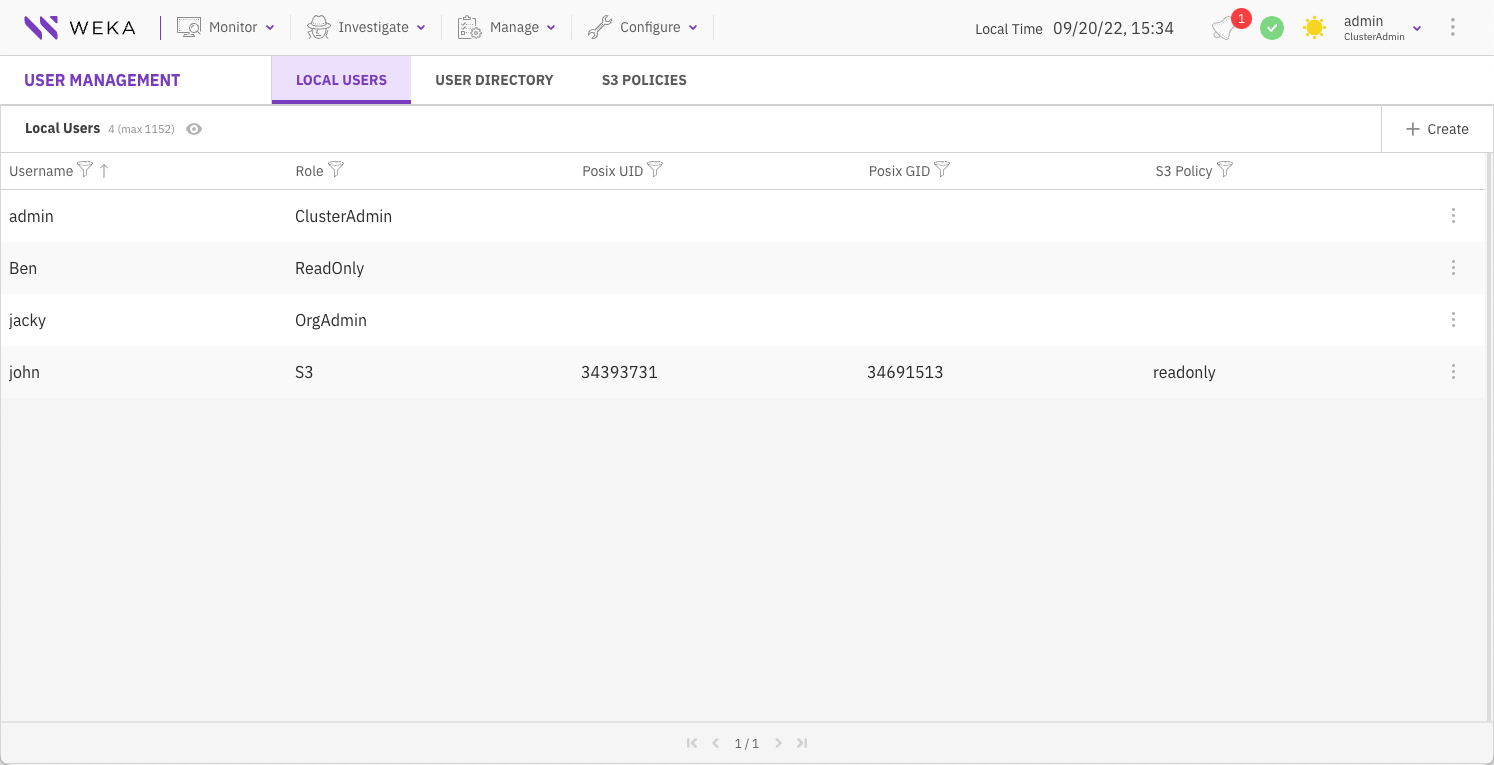 WEKA Monitor Investigate Manage Configure Local Time 09/20/22, 15:34 1 admin
ClusterAdmin
USER MANAGEMENT LOCAL USERS USER DIRECTORY S3 POLICIES
Local Users 4 (max 1152) Create
Username Role Posix UID Posix GID S3 Policy
admin ClusterAdmin
Ben ReadOnly
jacky OrgAdmin
john S3 34393731 34691513 readonly
1 / 1